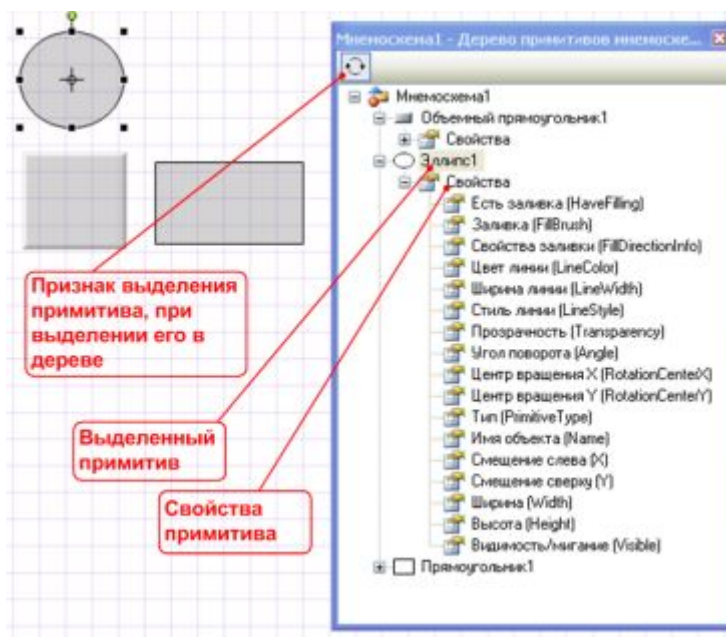 Мнемосхема1 - Дерево примитивов мнемосхе...
Мнемосхема1
Объемный прямоугольник1
Свойства
Эллипс1
Свойства
Есть заливка (HaveFilling)
Заливка (FillBrush)
Свойства заливки (FillDirectionInfo)
Цвет линии (LineColor)
Ширина линии (LineWidth)
Стиль линии (LineStyle)
Прозрачность (Transparency)
Угол поворота (Angle)
Центр вращения X (RotationCenterX)
Центр вращения Y (RotationCenterY)
Тип (PrimitiveType)
Имя объекта (Name)
Смещение слева (X)
Смещение сверху (Y)
Ширина (Width)
Высота (Height)
Видимость/мигание (Visible)
Прямоугольник1
Признак выделения
примитива, при
выделении его в
дереве
Выделенный
примитив
Свойства
примитива